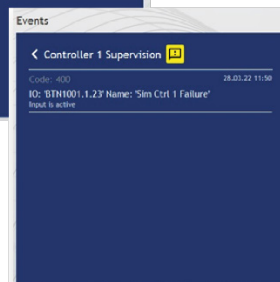 Events
Controller 1 Supervision
Code: 400 28.03.22 11:50
IO: 'BTN1001.1.23' Name: 'Sim Ctrl 1 Failure'
Input is active